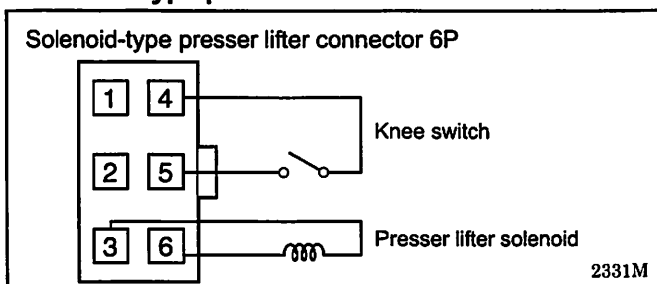 Solenoid-type presser lifter connector 6P
1 4
Knee switch
2 5
3 6
Presser lifter solenoid
2331M